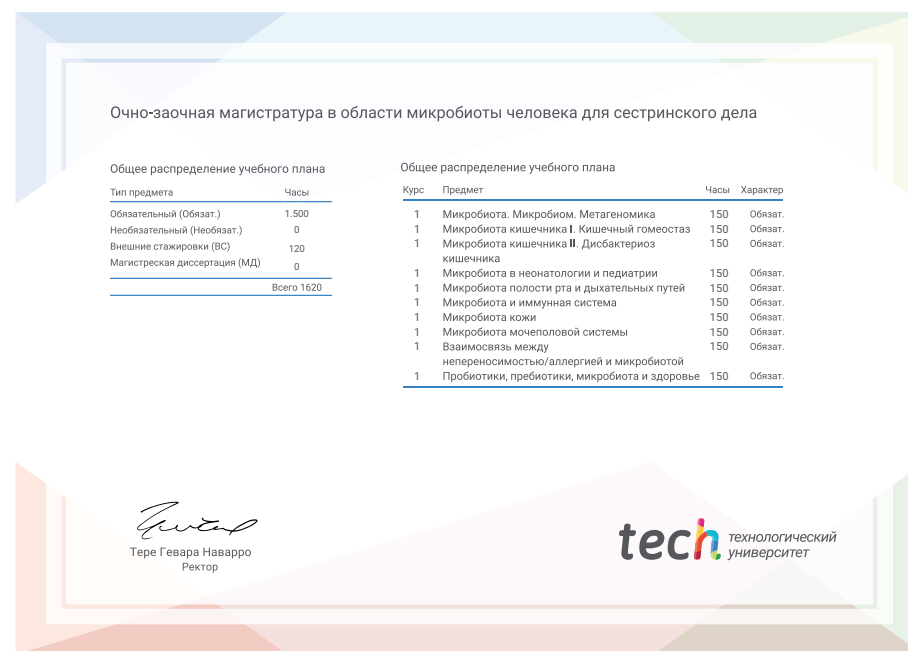 Очно-заочная магистратура в области микробиоты человека для сестринского дела
Общее распределение учебного плана
Тип предмета Часы
Обязательный (Обязат.) 1.500
Необязательный (Необязат.) 0
Внешние стажировки (ВС) 120
Магистреская диссертация (МД) 0
Всего 1620
Общее распределение учебного плана
Курс Предмет Часы Характер
1 Микробиота. Микробиом. Метагеномика 150 Обязат.
1 Микробиота кишечника I. Кишечный гомеостаз 150 Обязат.
1 Микробиота кишечника II. Дисбактериоз 150 Обязат.
кишечника
1 Микробиота в неонатологии и педиатрии 150 Обязат.
1 Микробиота полости рта и дыхательных путей 150 Обязат.
1 Микробиота и иммунная система 150 Обязат.
1 Микробиота кожи 150 Обязат.
1 Микробиота мочеполовой системы 150 Обязат.
1 Взаимосвязь между 150 Обязат.
непереносимостью/аллергией и микробиотой
1 Пробиотики, пребиотики, микробиота и здоровье 150 Обязат.
Тере Гевара Наварро
Ректор
tech технологический
университет